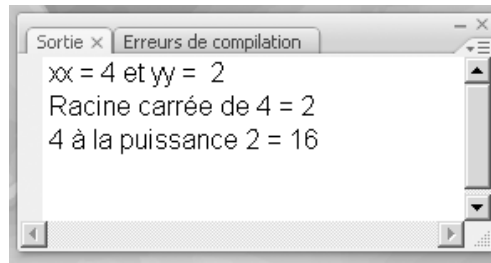 Sortie Erreurs de compilation
xx = 4 et yy =  2
Racine carrée de 4 = 2
4 à la puissance 2 = 16